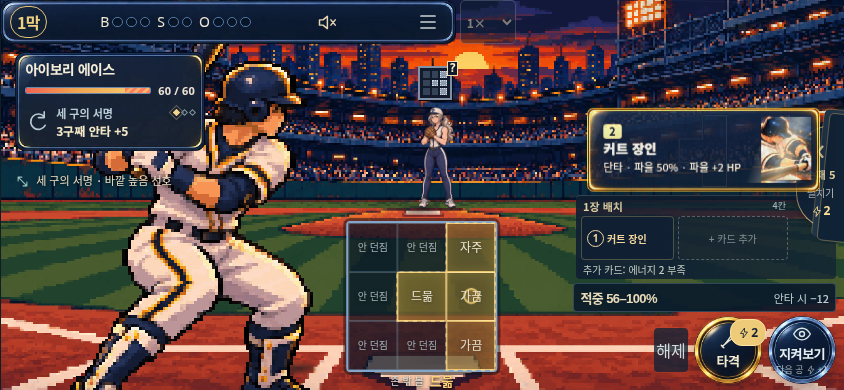 1막
B S O
1×
아이보리 에이스
60 / 60
세 구의 서명
3구째 안타 +5
세 구의 서명 · 바깥 높음 선호
?
2
커트 장인
단타 · 파울 50% · 파울 +2 HP
1장 배치
4칸
1 커트 장인
+ 카드 추가
추가 카드: 에너지 2 부족
2
안 던짐 안 던짐 자주
안 던짐 드묾
안 던짐 안 던짐 가끔
드묾
적중 56–100%
안타 시 −12
해제
2
타격
지켜보기